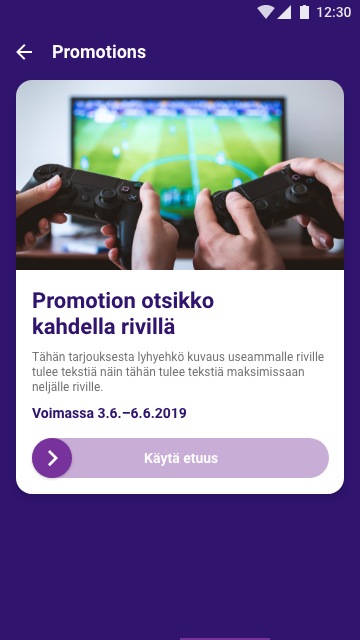 12:30
Promotions
Promotion otsikko
kahdella rivillä
Tähän tarjouksesta lyhyehkö kuvaus useammalle riville
tulee tekstiä näin tähän tulee tekstiä maksimissaan
neljälle riville.
Voimassa 3.6.–6.6.2019
Käytä etuus